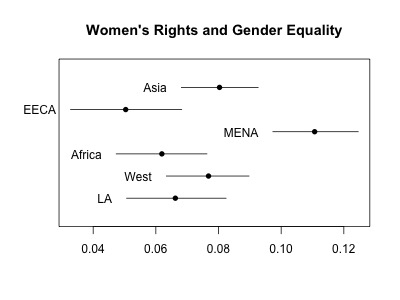 Women's Rights and Gender Equality
Asia
EECA
MENA
Africa
West
LA
0.04 0.06 0.08 0.10 0.12